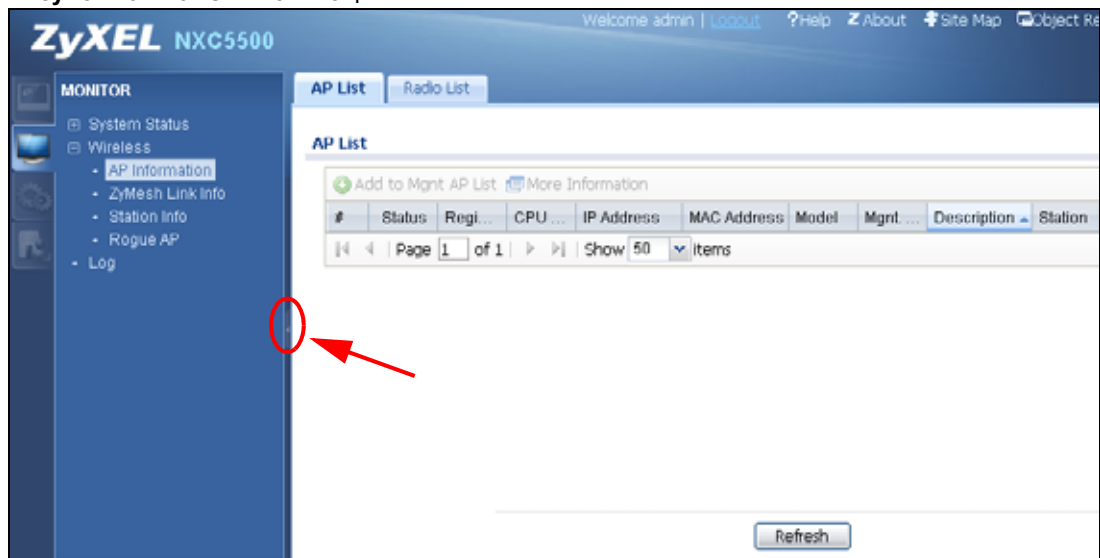 Welcome admin | Logout ?Help Z About Site Map Object Re
ZyXEL NXC5500
MONITOR
System Status
Wireless
AP Information
ZyMesh Link Info
Station Info
Rogue AP
Log
AP List Radio List
AP List
Add to Mgnt AP List More Information
# Status Regi... CPU ... IP Address MAC Address Model Mgnt. ... Description Station
Page 1 of 1 Show 50 items
Refresh